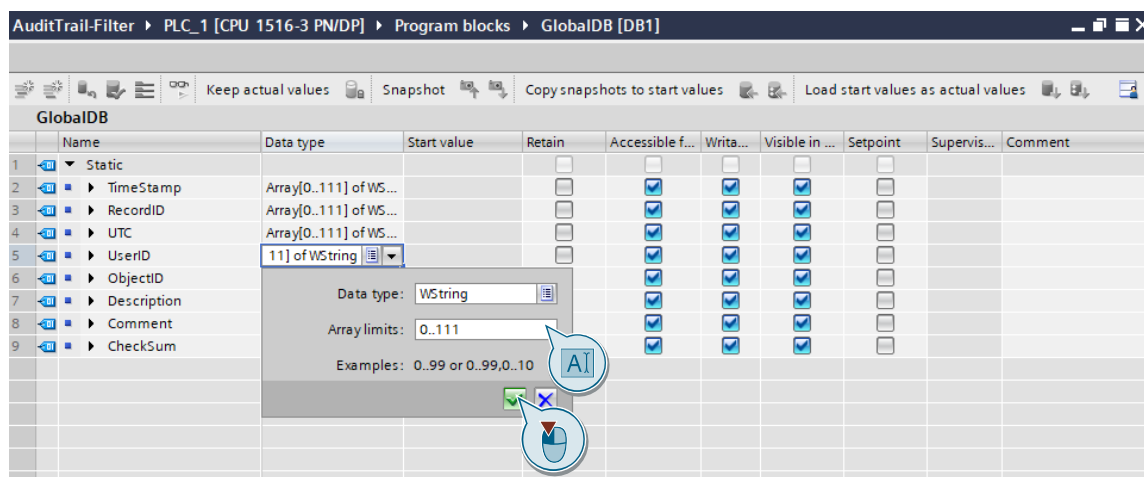 AuditTrail-Filter ▸ PLC_1 [CPU 1516-3 PN/DP] ▸ Program blocks ▸ GlobalDB [DB1]
Keep actual values Snapshot Copy snapshots to start values Load start values as actual values
GlobalDB
Name Data type Start value Retain Accessible f... Writa... Visible in ... Setpoint Supervis... Comment
1 Static
2 TimeStamp Array[0..111] of WS...
3 RecordID Array[0..111] of WS...
4 UTC Array[0..111] of WS...
5 UserID 11] of WString
6 ObjectID
Data type: WString
7 Description
8 Comment
Array limits: 0..111
9 CheckSum
Examples: 0..99 or 0..99,0..10
A